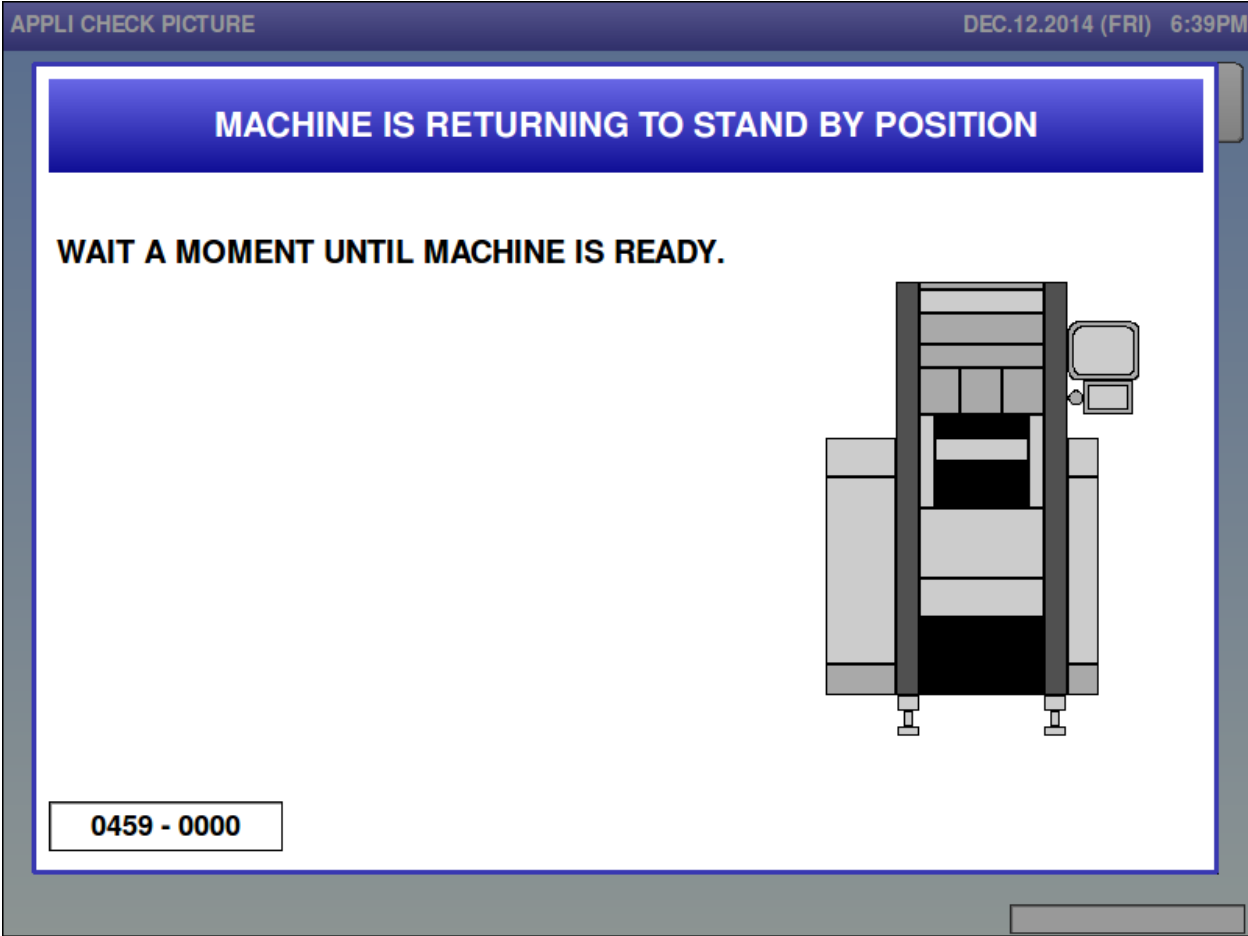 APPLI CHECK PICTURE DEC.12.2014 (FRI) 6:39PM
MACHINE IS RETURNING TO STAND BY POSITION
WAIT A MOMENT UNTIL MACHINE IS READY.
0459 - 0000